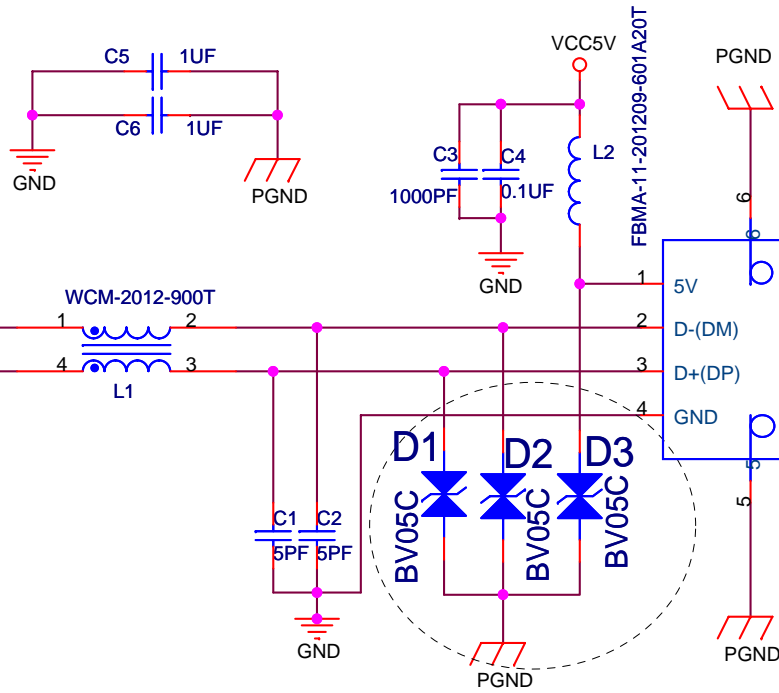 C5 1UF
C6 1UF
GND
PGND
VCC5V
FBMA-11-201209-601A20T
PGND
C3
1000PF
C4
0.1UF
L2
GND
6
6
WCM-2012-900T
1 2
4 3
L1
1 5V
2 D-(DM)
3 D+(DP)
4 GND
5
5
D1
BV05C
D2
BV05C
D3
BV05C
C1
5PF
C2
5PF
GND
PGND
PGND